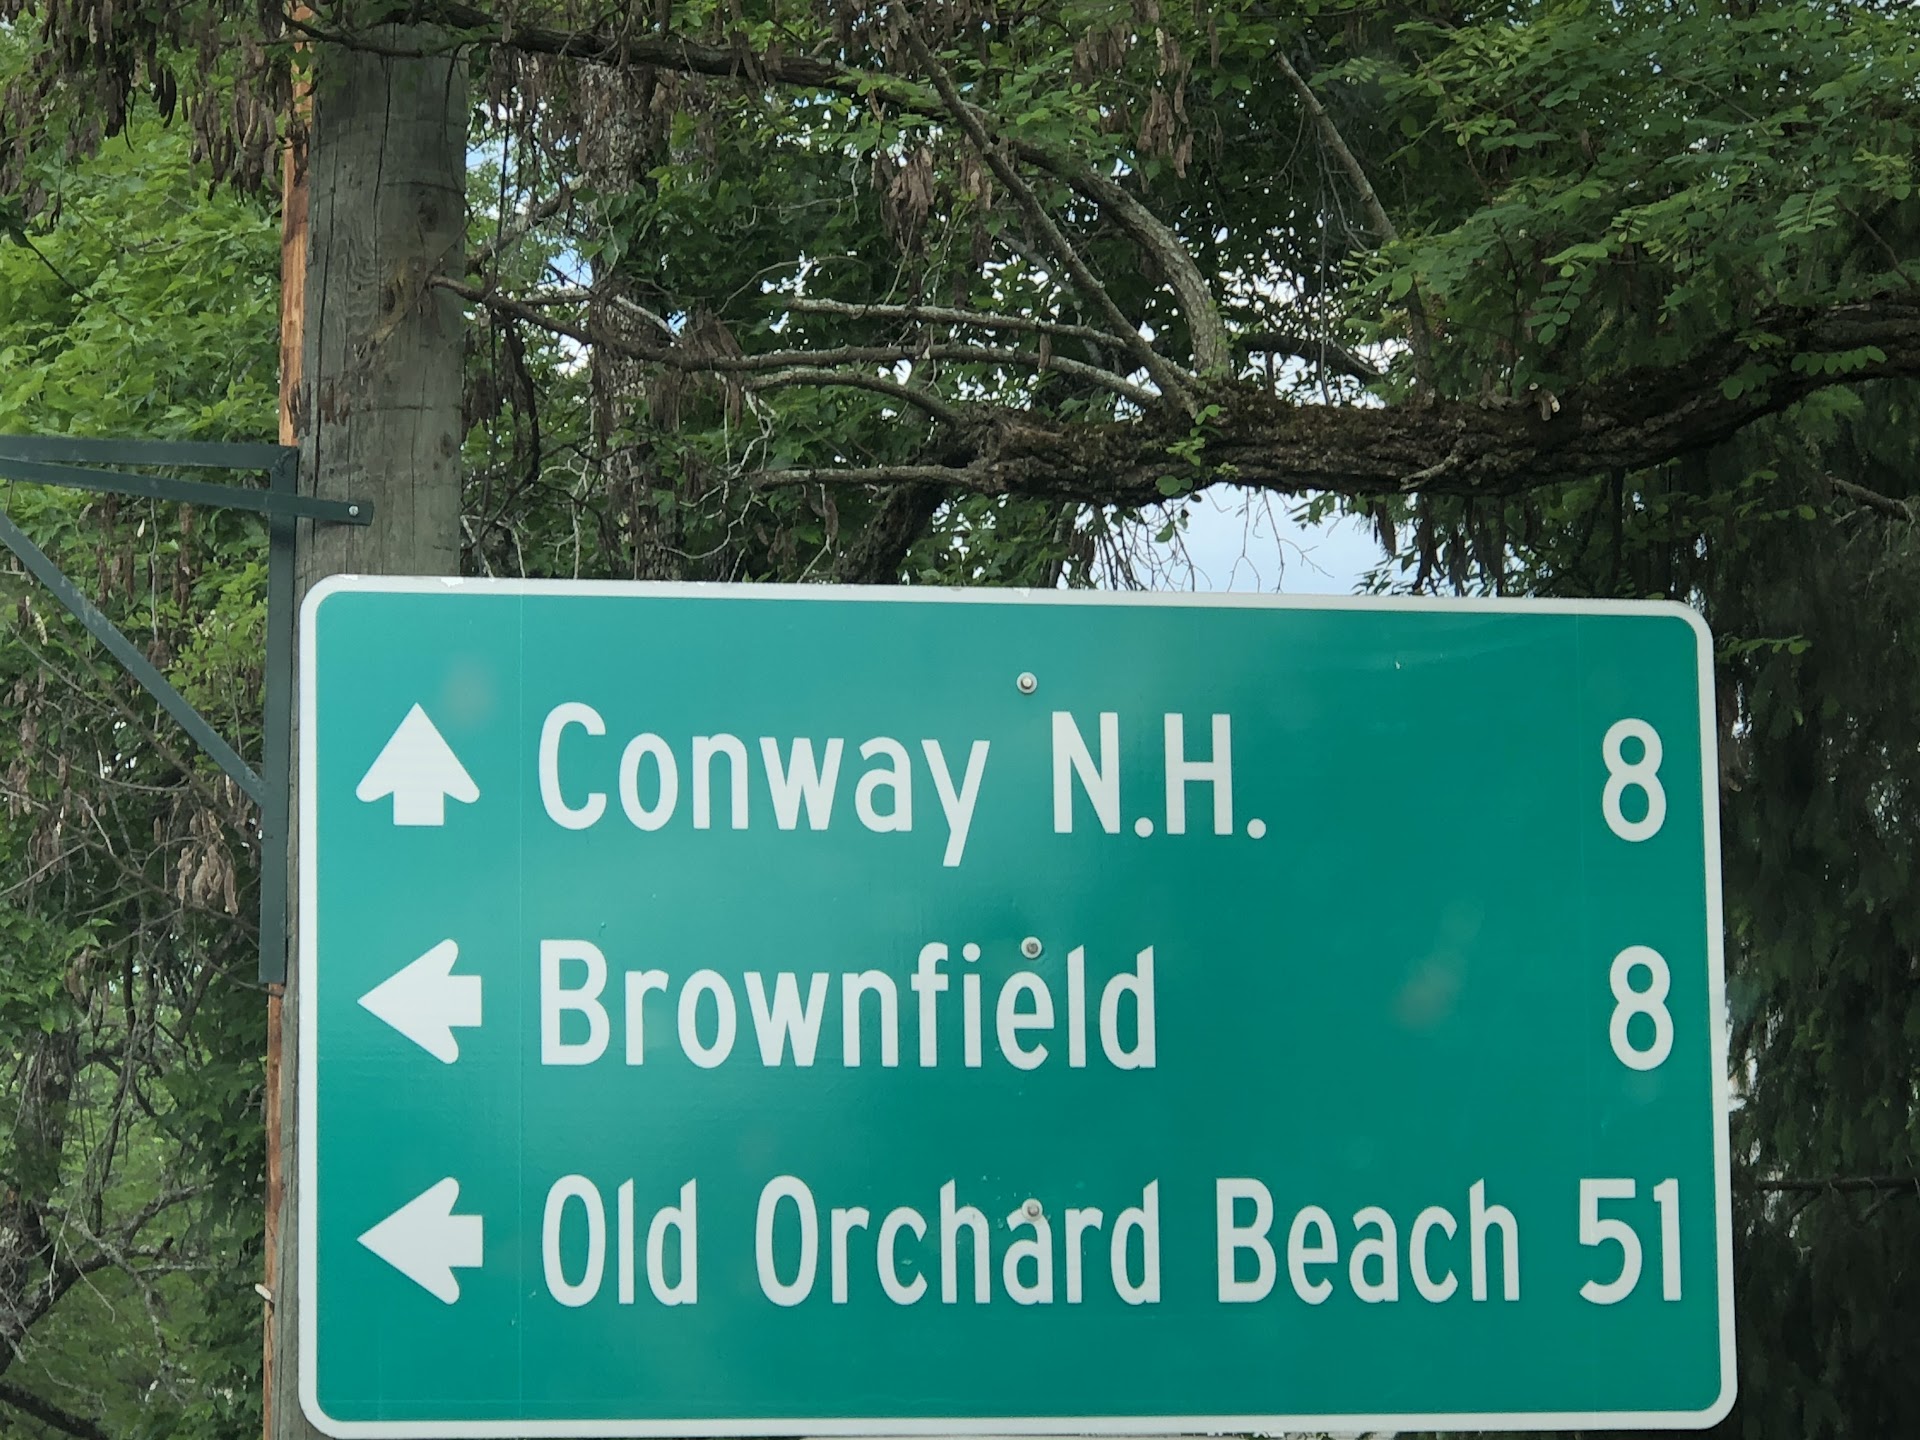 Conway N.H. 8
Brownfield 8
Old Orchard Beach 51